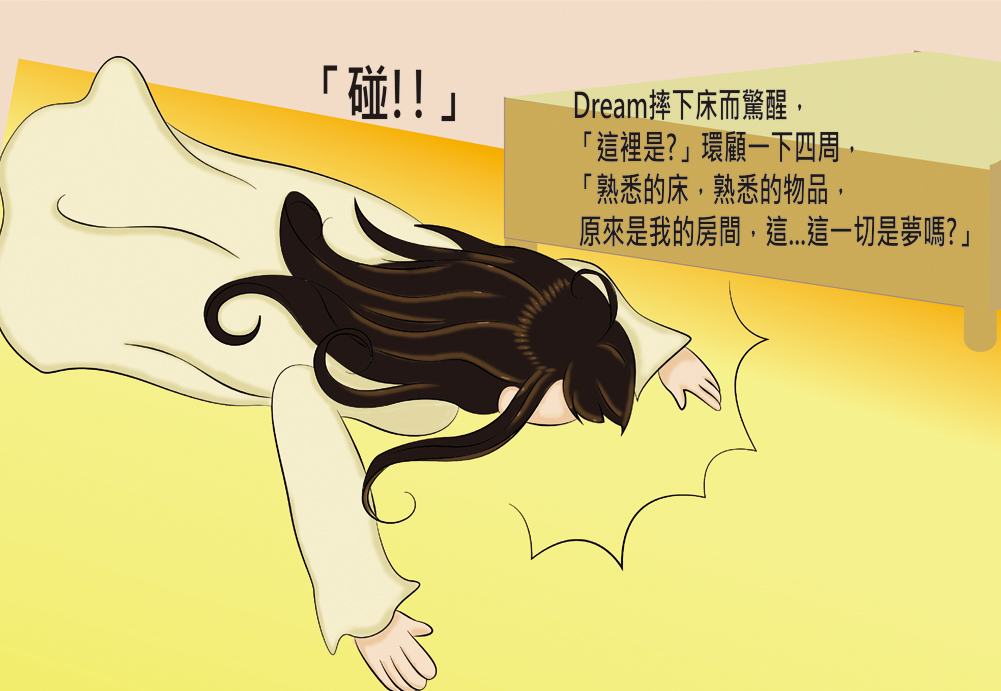 「碰!!」
Dream摔下床而驚醒，
「這裡是?」環顧一下四周，
「熟悉的床，熟悉的物品，
原來是我的房間，這...這一切是夢嗎?」